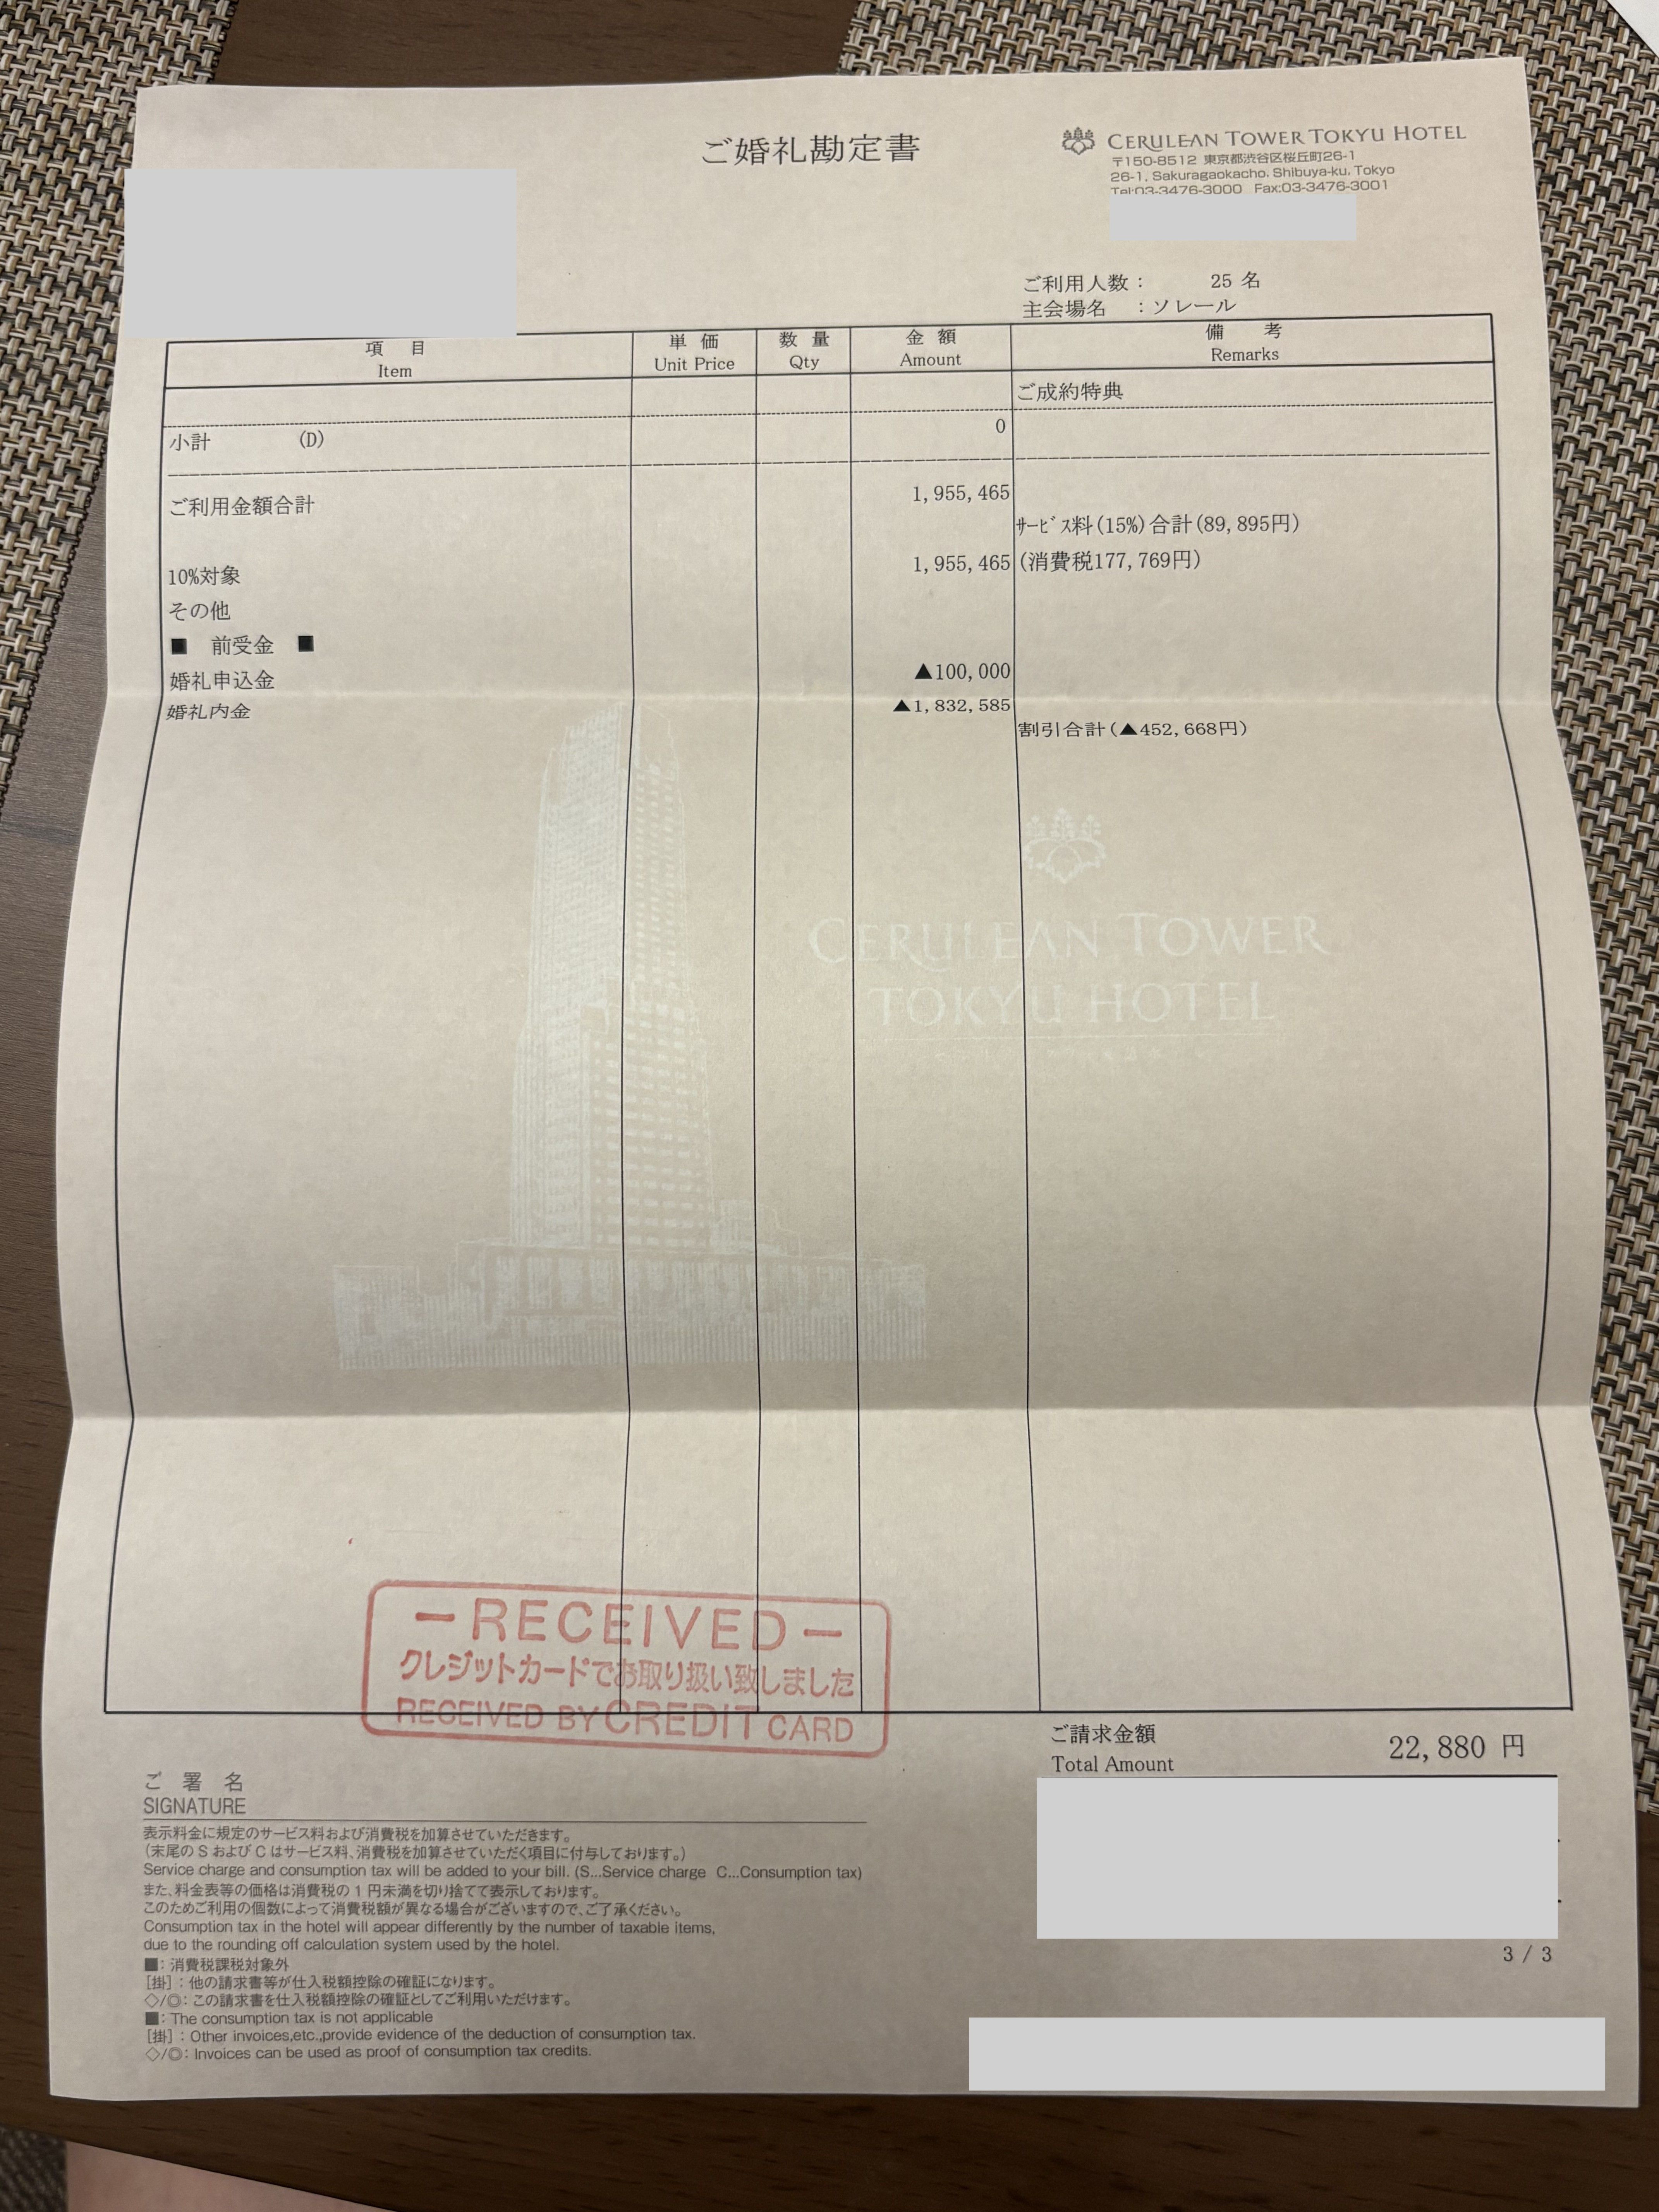 ご婚礼勘定書
CERULEAN TOWER TOKYU HOTEL
〒150-8512 東京都渋谷区桜丘町26-1
26-1, Sakuragaokacho, Shibuya-ku, Tokyo
Tel:03-3476-3000 Fax:03-3476-3001
ご利用人数： 25 名
主会場名 ：ソレール
項 目 単 価 数 量 金 額 備 考
Item Unit Price Qty Amount Remarks
ご成約特典
小計 (D) 0
ご利用金額合計 1,955,465
ｻｰﾋﾞｽ料(15%)合計(89,895円)
10%対象 1,955,465 (消費税177,769円)
その他
■ 前受金 ■
婚礼申込金 ▲100,000
婚礼内金 ▲1,832,585
割引合計(▲452,668円)
CERULEAN TOWER
TOKYU HOTEL
－RECEIVED－
クレジットカードでお取り扱い致しました
RECEIVED BY CREDIT CARD
ご請求金額 22,880 円
Total Amount
ご 署 名
SIGNATURE
表示料金に規定のサービス料および消費税を加算させていただきます。
(末尾の S および C はサービス料、消費税を加算させていただく項目に付与しております。)
Service charge and consumption tax will be added to your bill. (S...Service charge C...Consumption tax)
また、料金表等の価格は消費税の 1 円未満を切り捨てて表示しております。
このためご利用の個数によって消費税額が異なる場合がございますので、ご了承ください。
Consumption tax in the hotel will appear differently by the number of taxable items,
due to the rounding off calculation system used by the hotel.
■：消費税課税対象外
[掛]：他の請求書等が仕入税額控除の確証になります。
◇/◎：この請求書を仕入税額控除の確証としてご利用いただけます。
■：The consumption tax is not applicable
[掛]：Other invoices,etc.,provide evidence of the deduction of consumption tax.
◇/◎：Invoices can be used as proof of consumption tax credits.
3 / 3